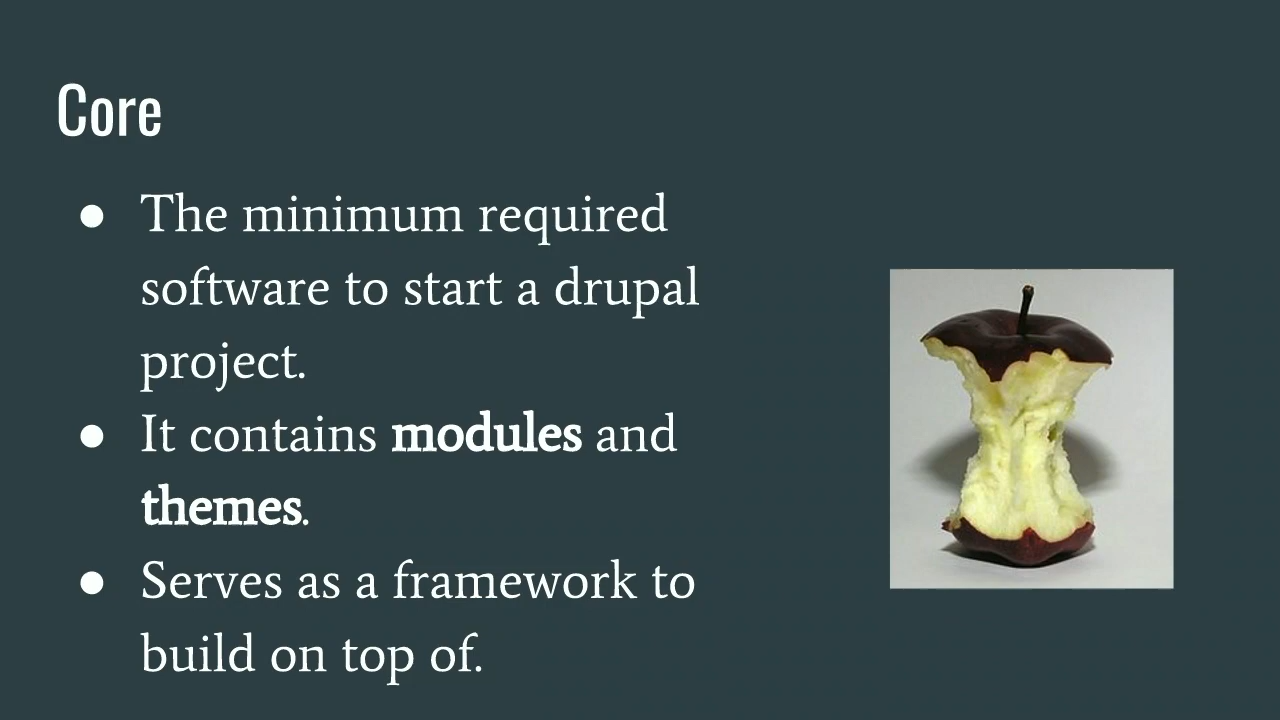 Core
● The minimum required
software to start a drupal
project.
● It contains modules and
themes.
● Serves as a framework to
build on top of.